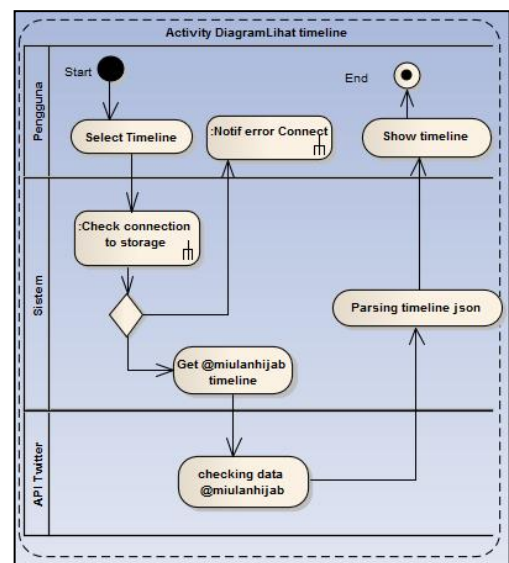 Activity DiagramLihat timeline
Pengguna
Start
End
Select Timeline
:Notif error Connect
Show timeline
Sistem
:Check connection
to storage
Parsing timeline json
Get @miulanhijab
timeline
API Twitter
checking data
@miulanhijab